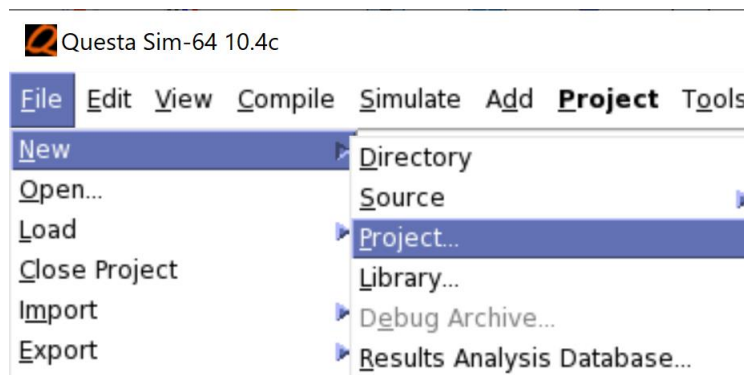 Questa Sim-64 10.4c
File Edit View Compile Simulate Add Project Tools
New
Open...
Load
Close Project
Import
Export
Directory
Source
Project...
Library...
Debug Archive...
Results Analysis Database...